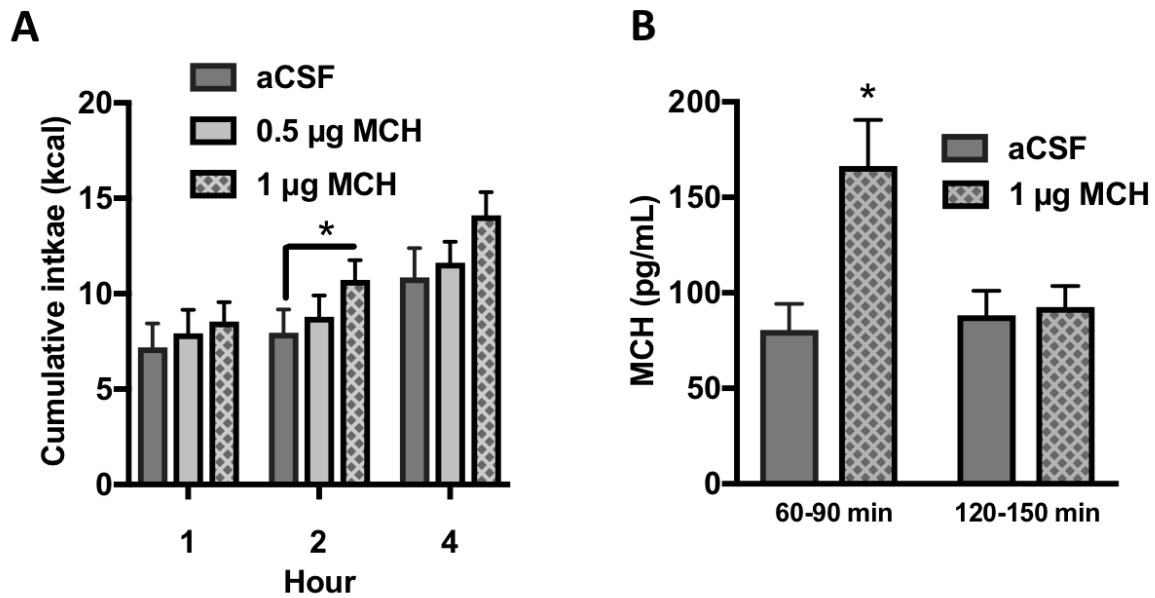 A
aCSF
0.5 µg MCH
1 µg MCH
Cumulative intkae (kcal)
20
15
10
5
0
*
1 2 4
Hour
B
aCSF
1 µg MCH
MCH (pg/mL)
200
150
100
50
0
*
60-90 min 120-150 min